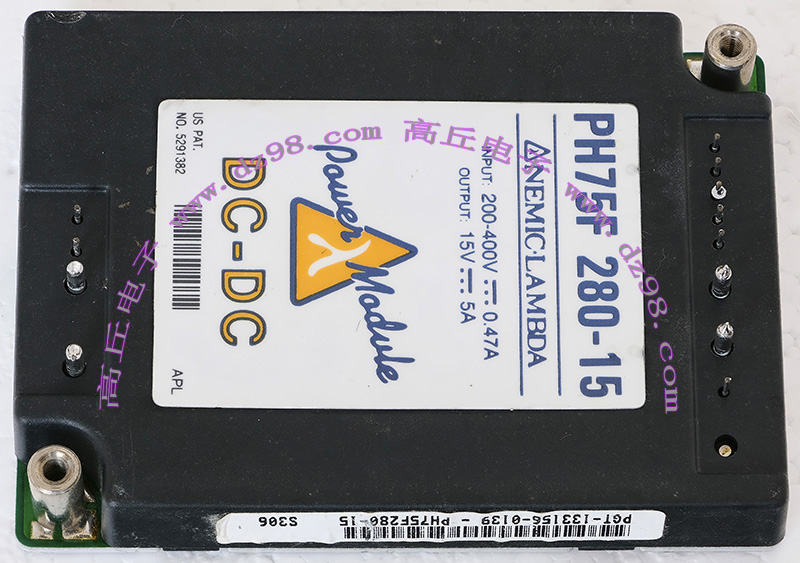 PH75F 280-15
ΔNEMIC·LAMBDA
INPUT: 200-400V 0.47A
OUTPUT: 15V 5A
Power Module
λ
DC-DC
US PAT.
NO. 5291382
APL
www.dz98.com 高丘电子 www.dz98.com
高丘电子
PGT-133156-0139 - PH75F280-15 S306